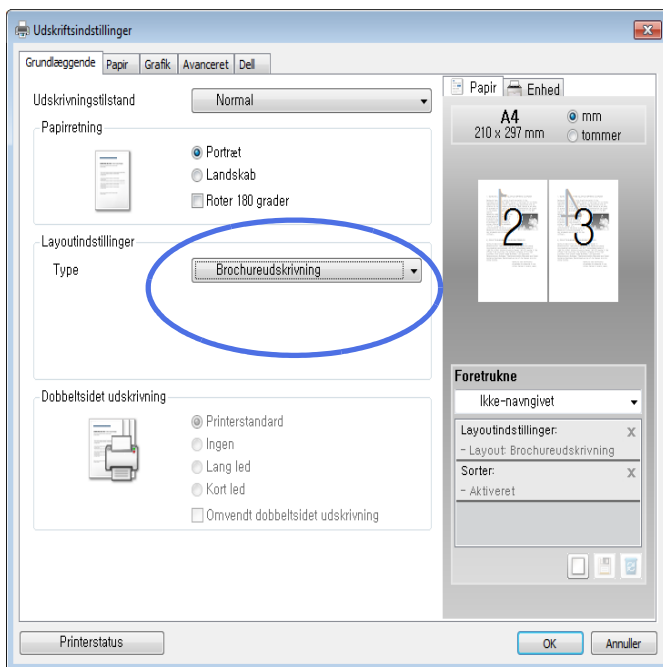 Udskriftsindstillinger
Grundlæggende Papir Grafik Avanceret Dell
Udskrivningstilstand Normal
Papirretning
Portræt
Landskab
Roter 180 grader
Layoutindstillinger
Type Brochureudskrivning
Dobbeltsidet udskrivning
Printerstandard
Ingen
Lang led
Kort led
Omvendt dobbeltsidet udskrivning
Papir Enhed
A4
210 x 297 mm
mm
tommer
2 3
Foretrukne
Ikke-navngivet
Layoutindstillinger: X
- Layout: Brochureudskrivning
Sorter: X
- Aktiveret
Printerstatus OK Annuller